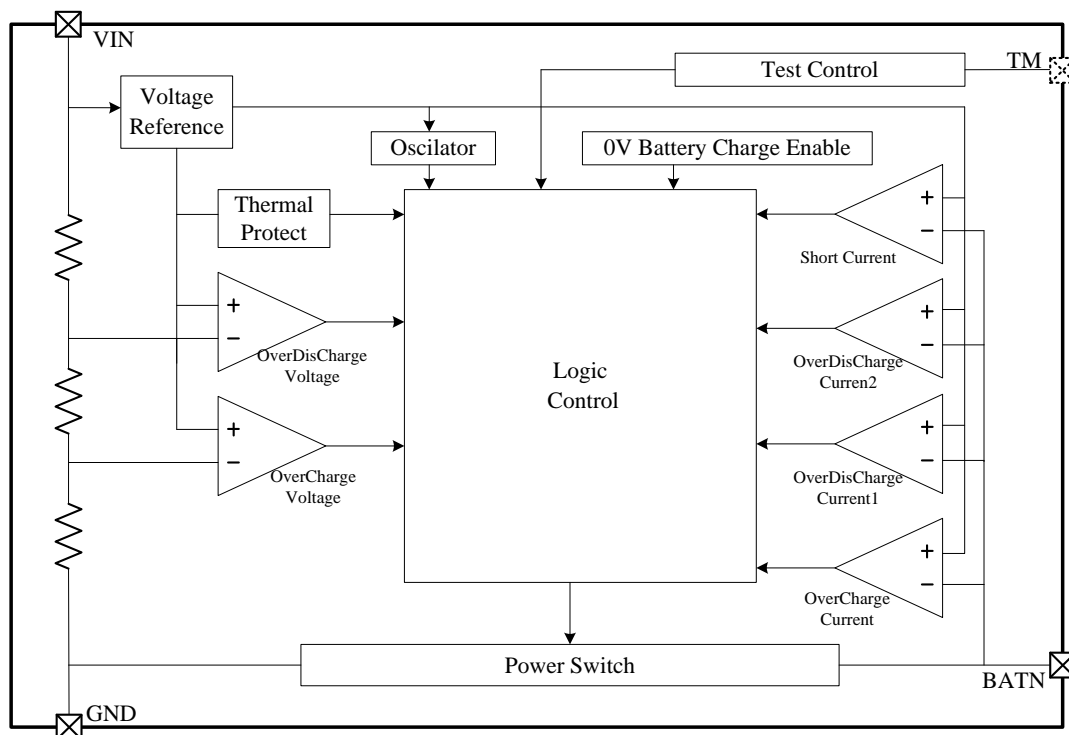 VIN
TM
Test Control
Voltage
Reference
Oscilator
0V Battery Charge Enable
Thermal
Protect
+
−
Short Current
+
−
OverDisCharge
Voltage
+
−
OverDisCharge
Curren2
Logic
Control
+
−
OverCharge
Voltage
+
−
OverDisCharge
Current1
+
−
OverCharge
Current
Power Switch
BATN
GND